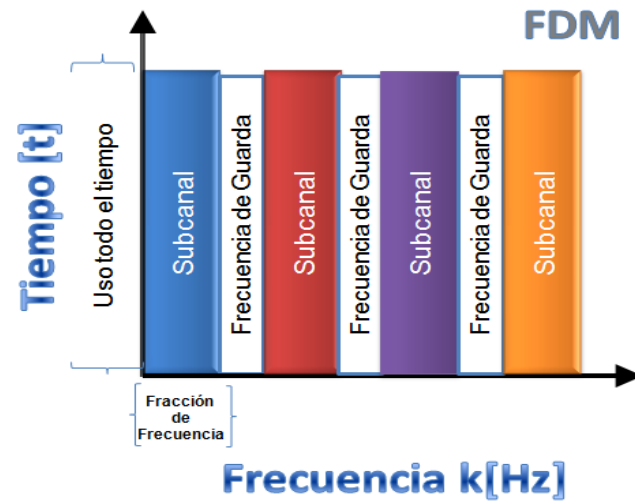 FDM
Tiempo [t]
Uso todo el tiempo
Subcanal
Frecuencia de Guarda
Subcanal
Frecuencia de Guarda
Subcanal
Frecuencia de Guarda
Subcanal
Fracción
de
Frecuencia
Frecuencia k[Hz]